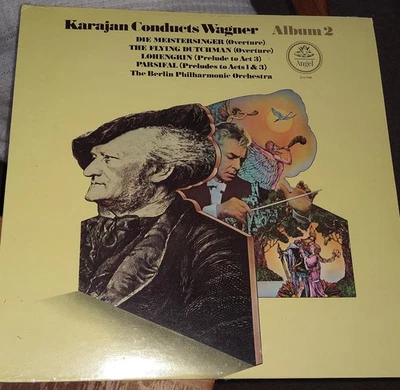 Karajan Conducts Wagner Album 2
DIE MEISTERSINGER (Overture)
THE FLYING DUTCHMAN (Overture)
LOHENGRIN (Prelude to Act 3)
PARSIFAL (Preludes to Acts 1 & 3)
The Berlin Philharmonic Orchestra
Angel